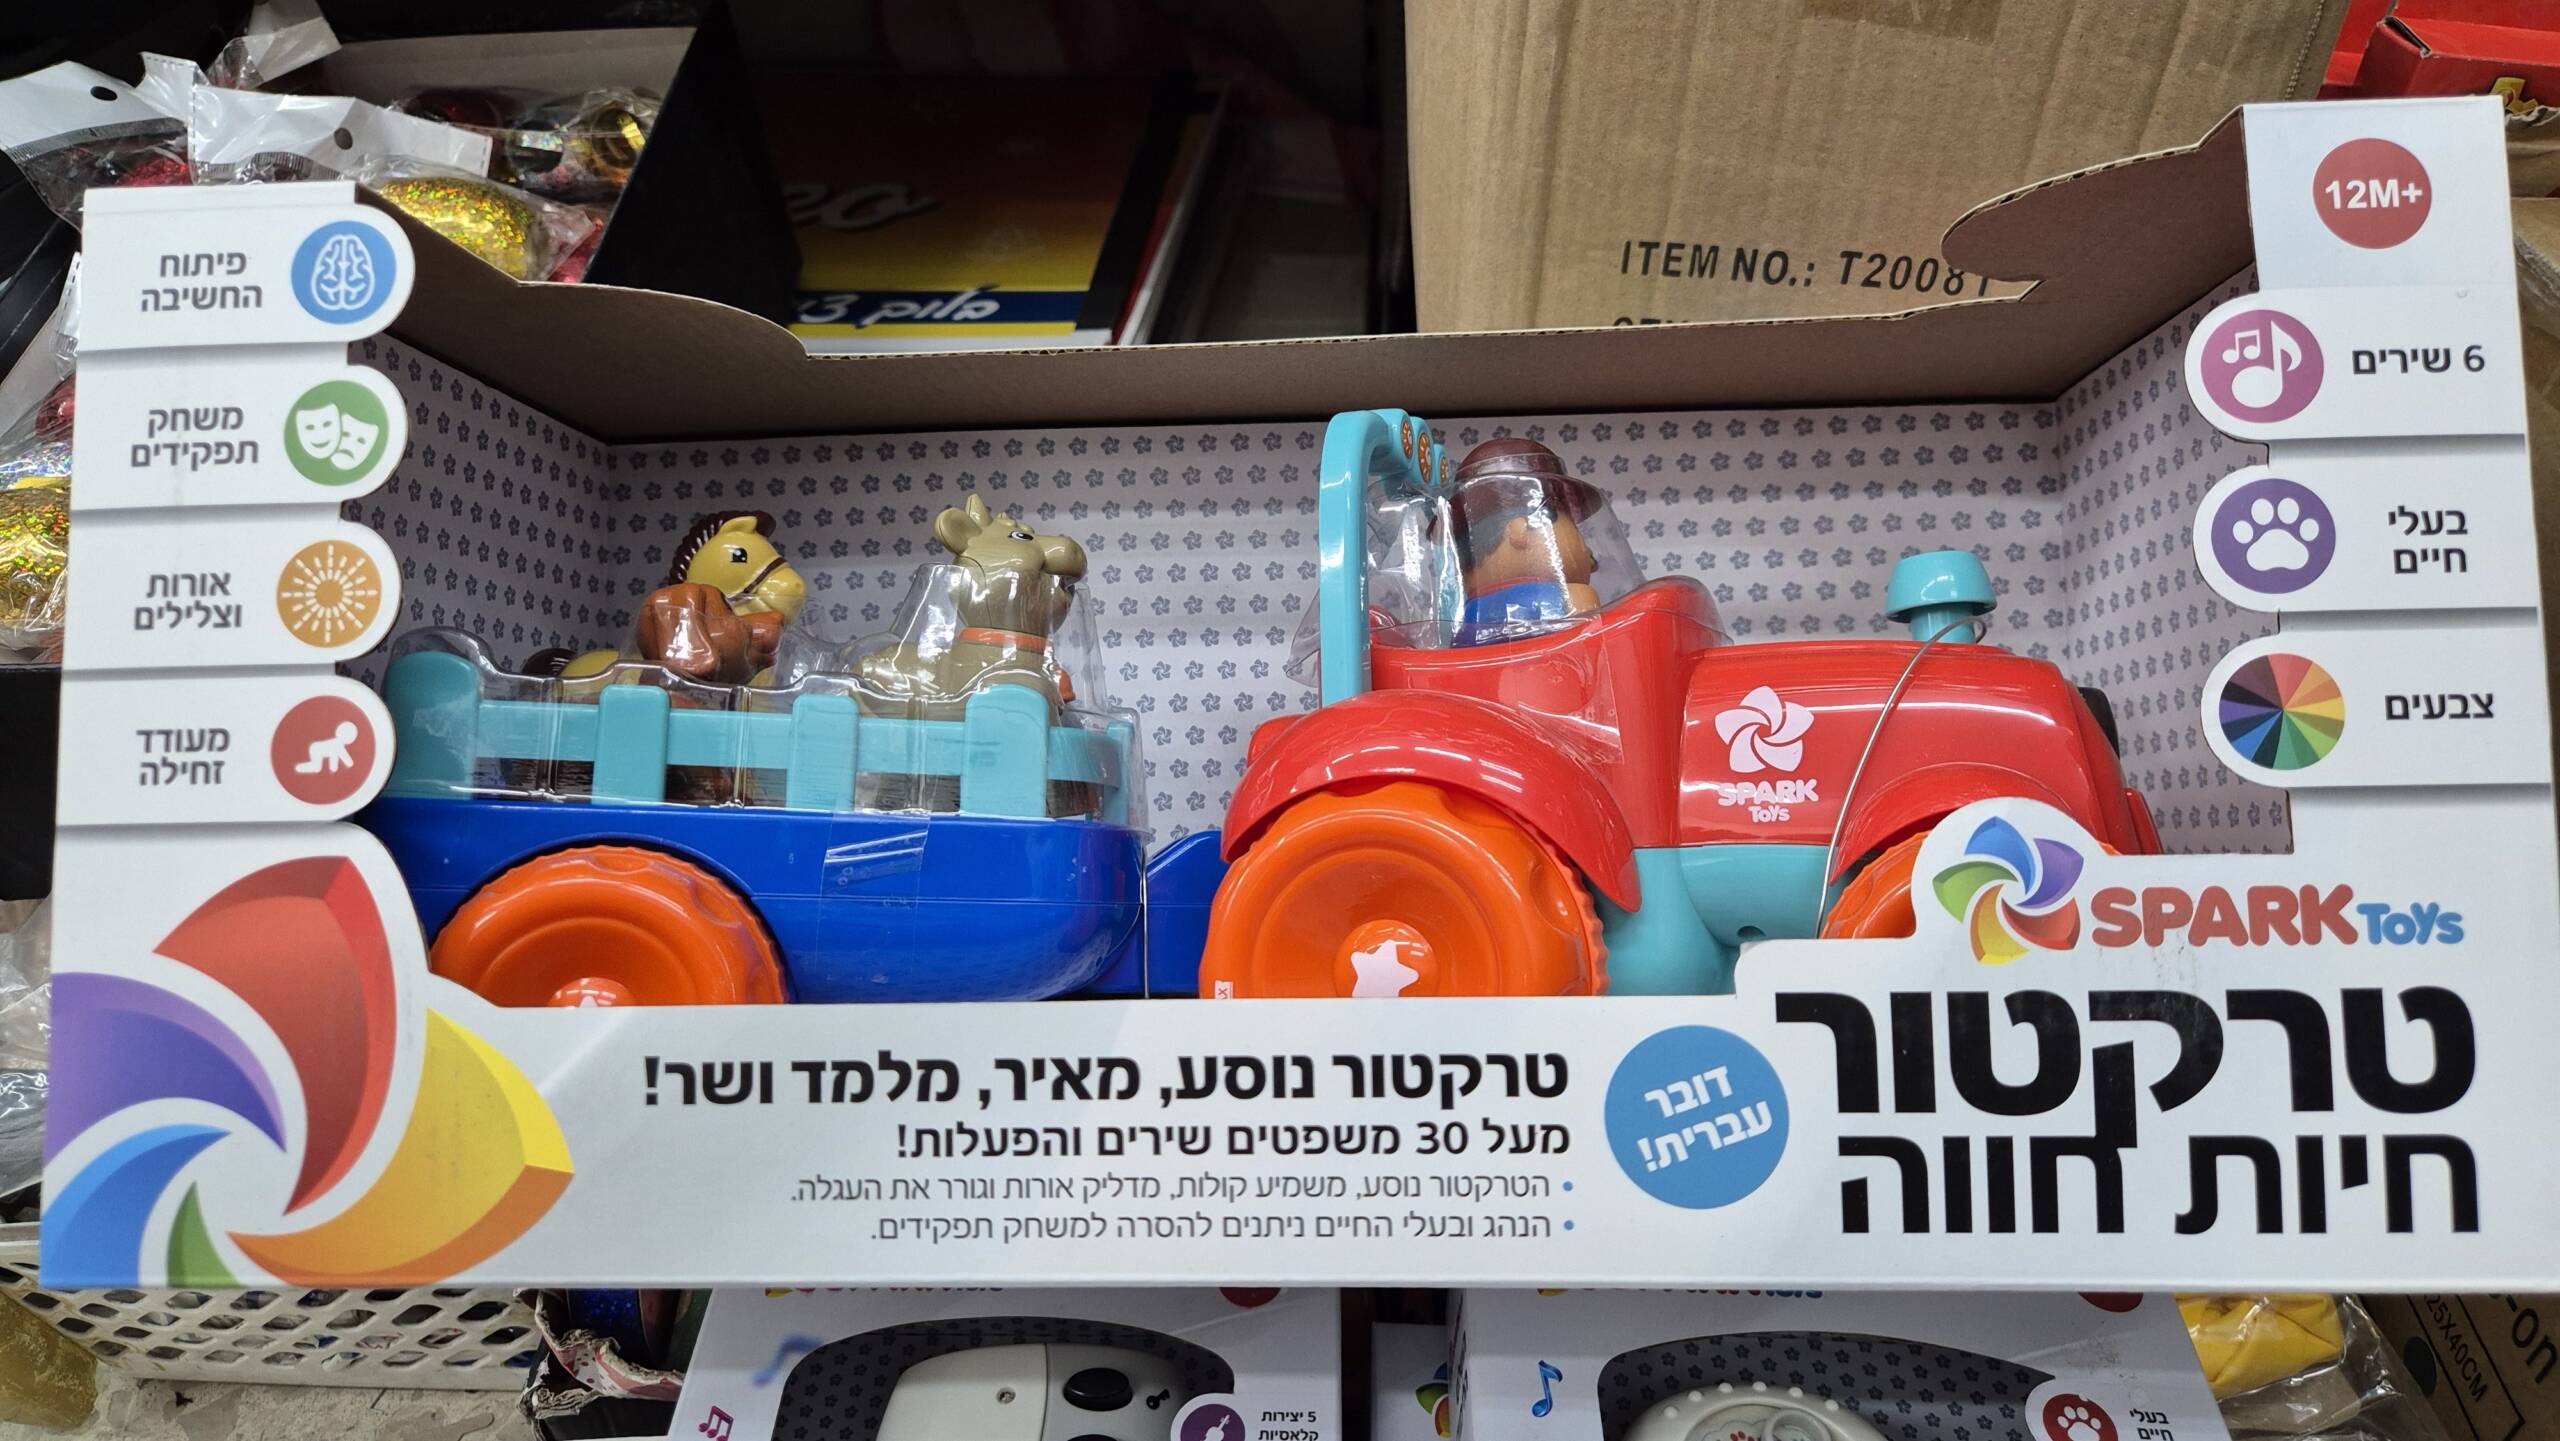 ITEM NO.: T20081
12M+
6 שירים
בעלי
חיים
צבעים
פיתוח
החשיבה
משחק
תפקידים
אורות
וצלילים
מעודד
זחילה
SPARK
Toys
SPARK Toys
טרקטור
חיות חווה
דובר
עברית!
טרקטור נוסע, מאיר, מלמד ושר!
מעל 30 משפטים שירים והפעלות!
• הטרקטור נוסע, משמיע קולות, מדליק אורות וגורר את העגלה.
• הנהג ובעלי החיים ניתנים להסרה למשחק תפקידים.
5 יצירות
קלאסיות
בעלי
חיים
25X40CM